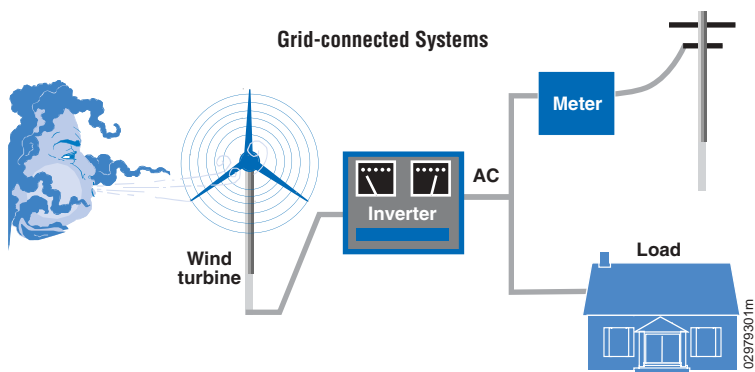 Grid-connected Systems
Meter
AC
Inverter
Wind
turbine
Load
02979301m